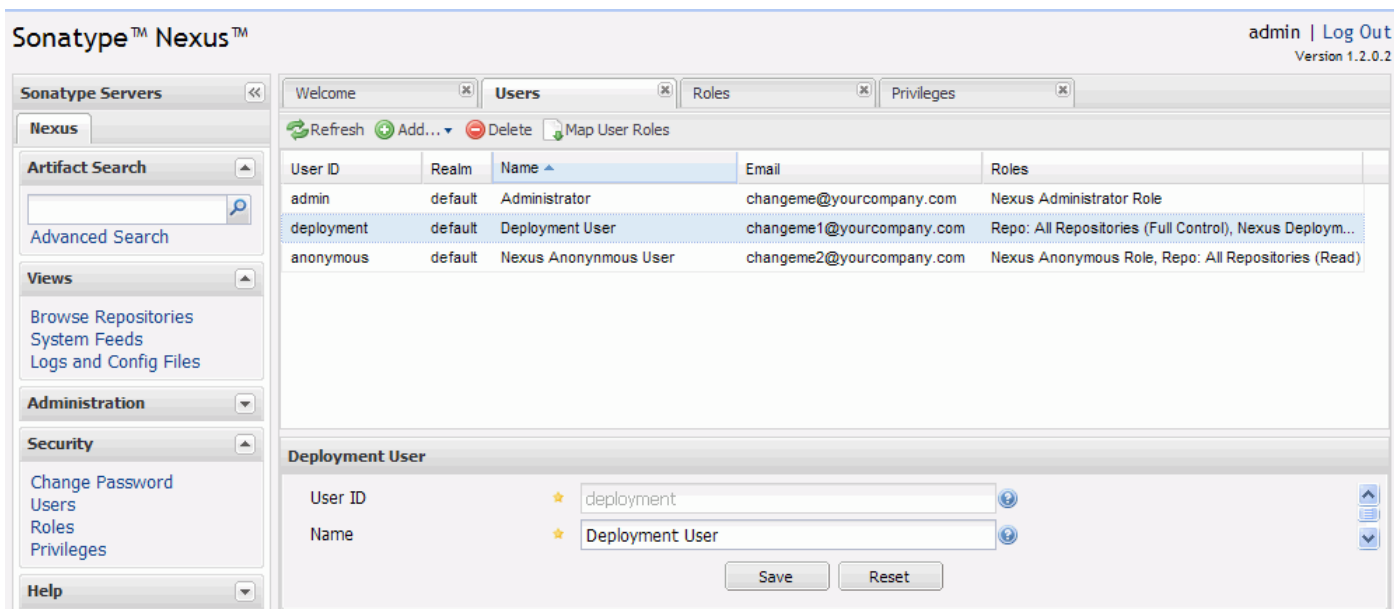 Sonatype™ Nexus™
admin | Log Out
Version 1.2.0.2
Sonatype Servers
Nexus
Artifact Search
Advanced Search
Views
Browse Repositories
System Feeds
Logs and Config Files
Administration
Security
Change Password
Users
Roles
Privileges
Help
Welcome Users Roles Privileges
Refresh Add... Delete Map User Roles
User ID Realm Name Email Roles
admin default Administrator changeme@yourcompany.com Nexus Administrator Role
deployment default Deployment User changeme1@yourcompany.com Repo: All Repositories (Full Control), Nexus Deploym...
anonymous default Nexus Anonynmous User changeme2@yourcompany.com Nexus Anonymous Role, Repo: All Repositories (Read)
Deployment User
User ID deployment
Name Deployment User
Save Reset